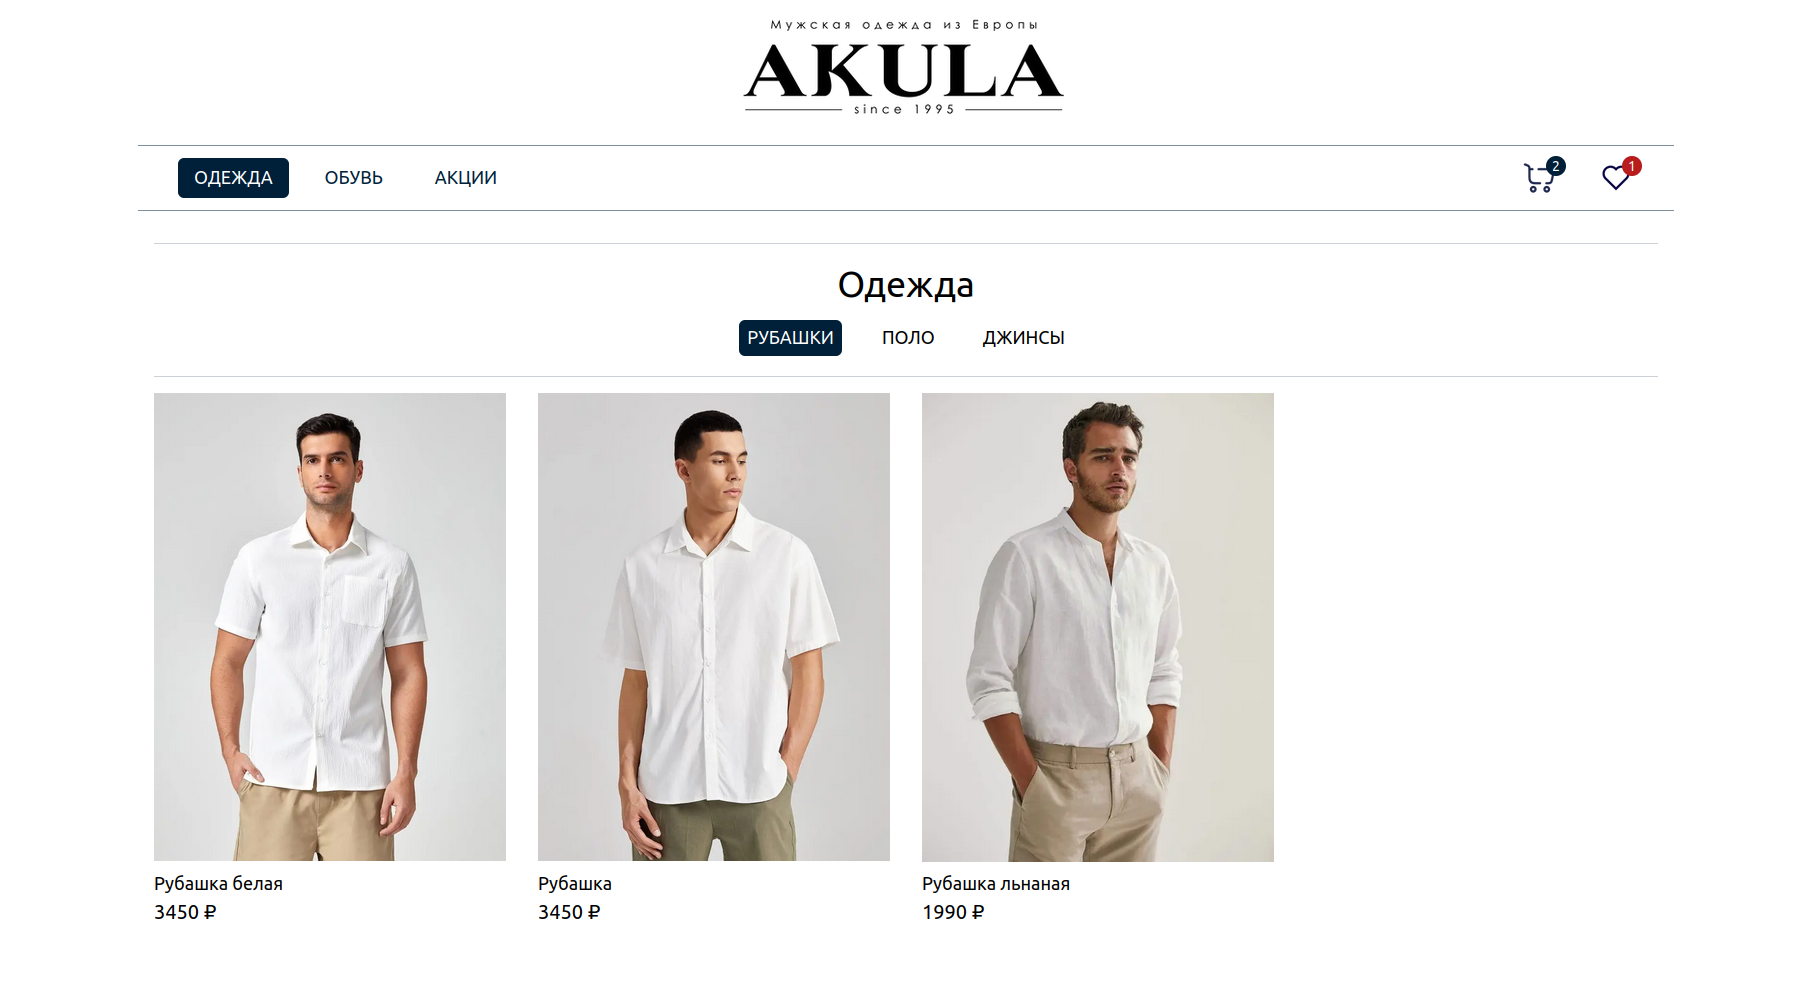 Мужская одежда из Европы
AKULA
since 1995
ОДЕЖДА ОБУВЬ АКЦИИ 2 1
Одежда
РУБАШКИ ПОЛО ДЖИНСЫ
Рубашка белая Рубашка Рубашка льнаная
3450 ₽ 3450 ₽ 1990 ₽